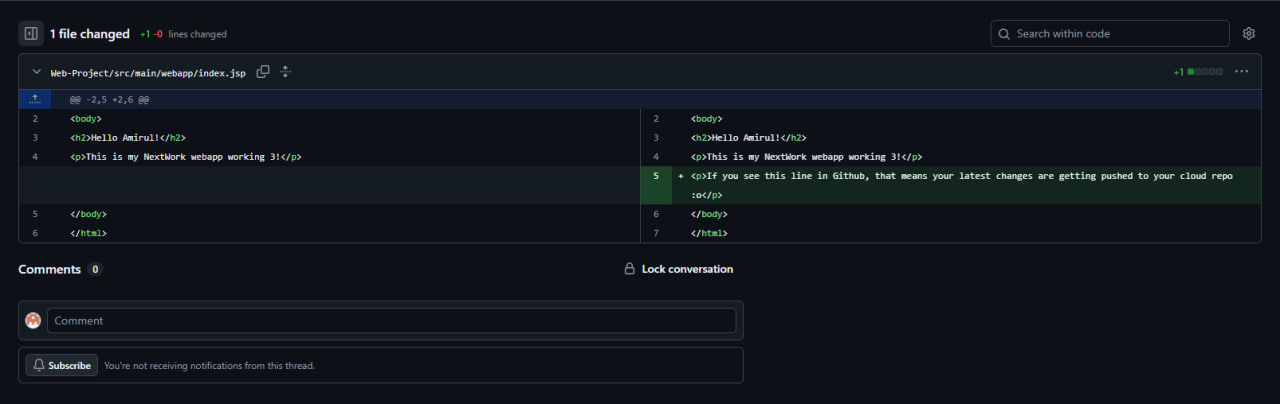 1 file changed +1 -0 lines changed Search within code
Web-Project/src/main/webapp/index.jsp +1
@@ -2,5 +2,6 @@
2 <body> 2 <body>
3 <h2>Hello Amirul!</h2> 3 <h2>Hello Amirul!</h2>
4 <p>This is my NextWork webapp working 3!</p> 4 <p>This is my NextWork webapp working 3!</p>
5 + <p>If you see this line in Github, that means your latest changes are getting pushed to your cloud repo
:o</p>
5 </body> 6 </body>
6 </html> 7 </html>
Comments 0 Lock conversation
Comment
Subscribe You're not receiving notifications from this thread.